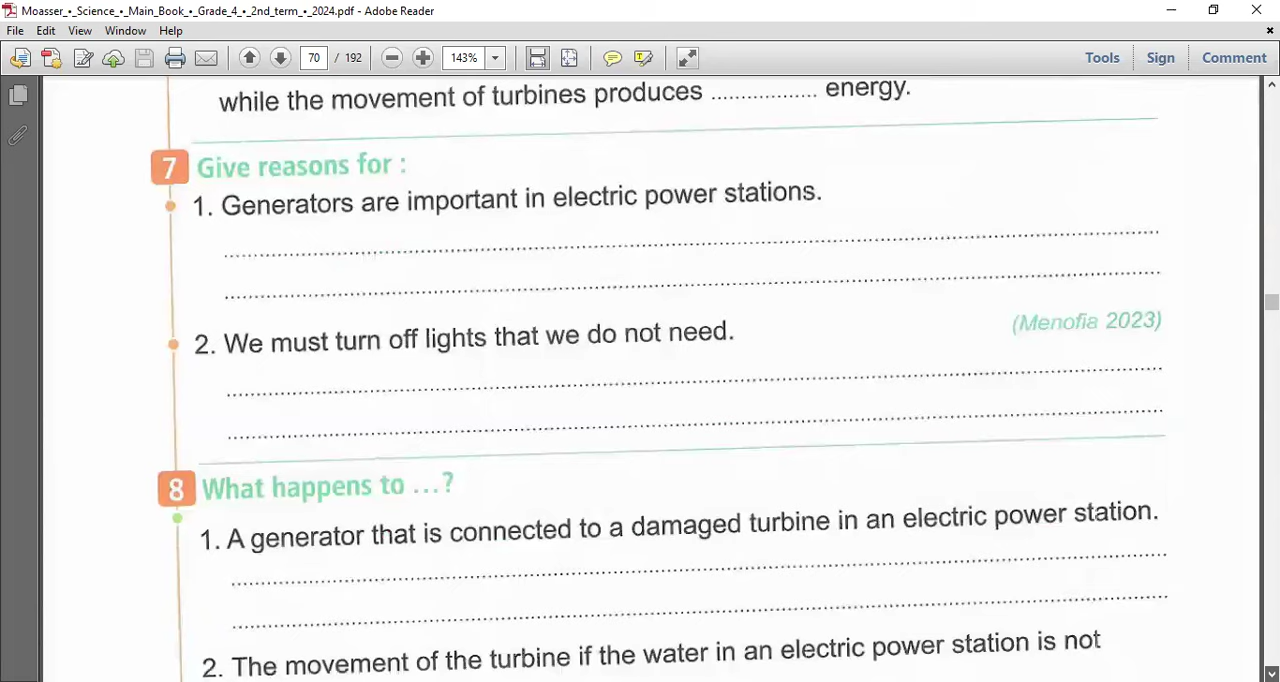 Moasser_•_Science_•_Main_Book_•_Grade_4_•_2nd_term_•_2024.pdf - Adobe Reader
File Edit View Window Help
70 / 192 143% Tools Sign Comment
while the movement of turbines produces ................. energy.
7 Give reasons for :
1. Generators are important in electric power stations.
2. We must turn off lights that we do not need. (Menofia 2023)
8 What happens to ...?
1. A generator that is connected to a damaged turbine in an electric power station.
2. The movement of the turbine if the water in an electric power station is not